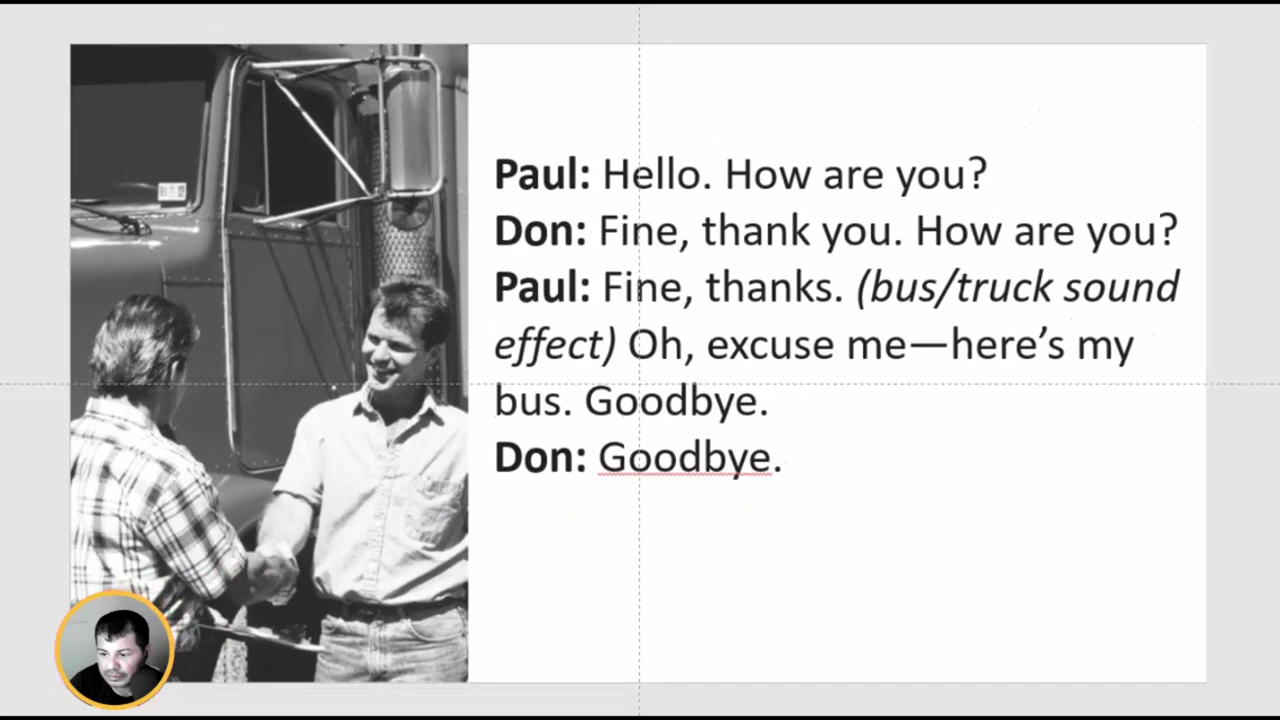 Paul: Hello. How are you?
Don: Fine, thank you. How are you?
Paul: Fine, thanks. (bus/truck sound
effect) Oh, excuse me—here’s my
bus. Goodbye.
Don: Goodbye.